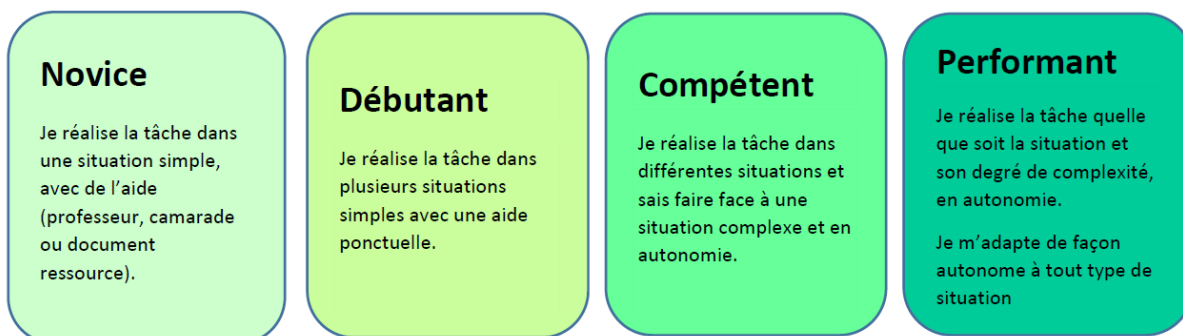 Novice
Je réalise la tâche dans
une situation simple,
avec de l'aide
(professeur, camarade
ou document
ressource).
Débutant
Je réalise la tâche dans
plusieurs situations
simples avec une aide
ponctuelle.
Compétent
Je réalise la tâche dans
différentes situations et
sais faire face à une
situation complexe et en
autonomie.
Performant
Je réalise la tâche quelle
que soit la situation et
son degré de complexité,
en autonomie.
Je m'adapte de façon
autonome à tout type de
situation